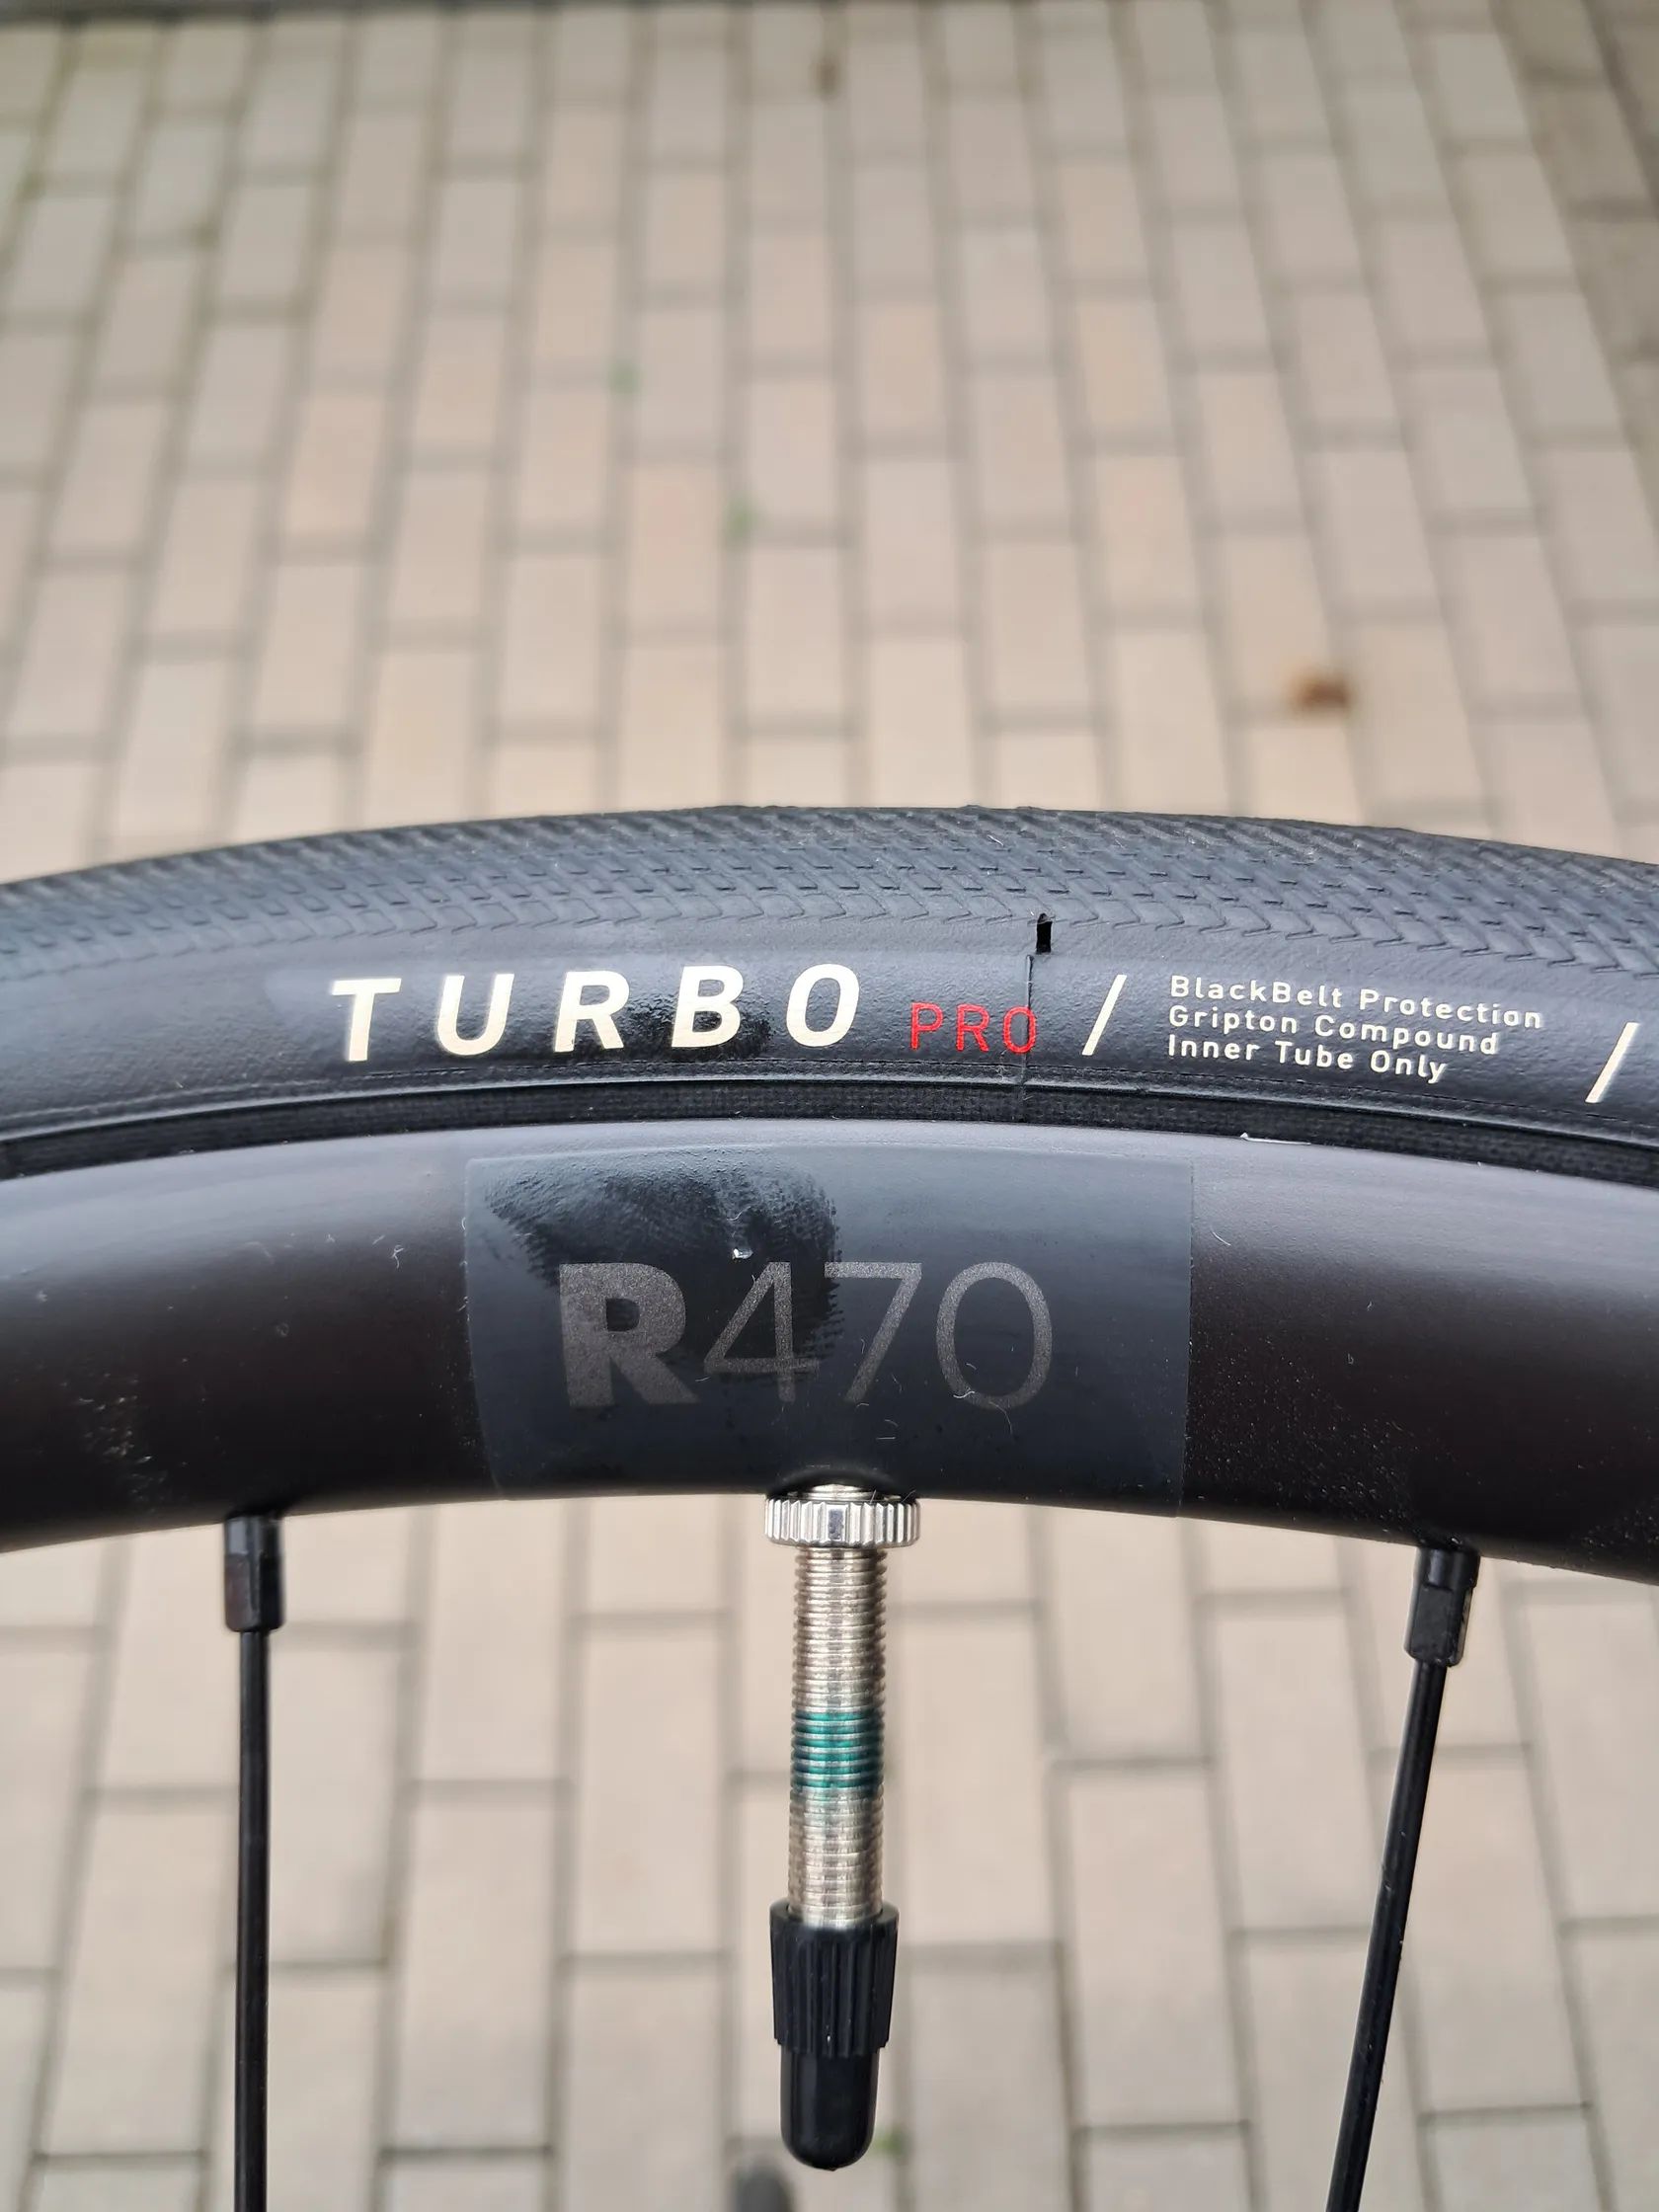 TURBO PRO / BlackBelt Protection
Gripton Compound
Inner Tube Only /
R470